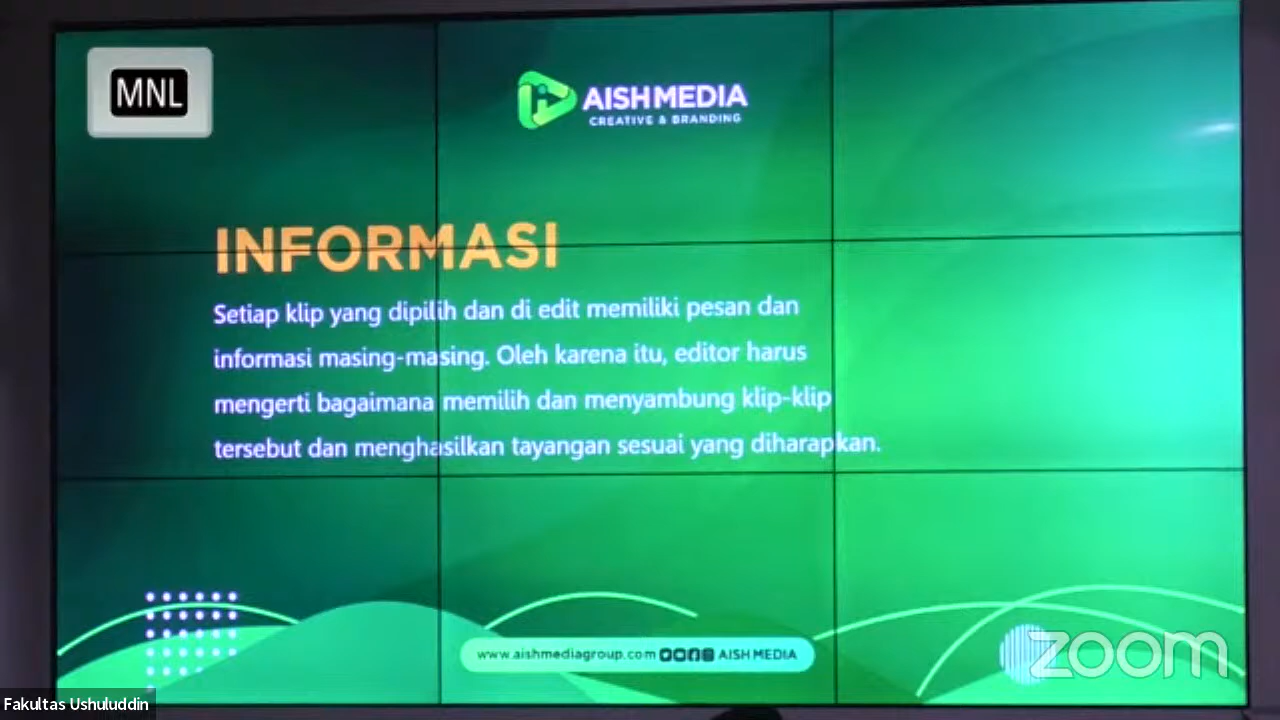 MNL
AISHMEDIA
CREATIVE & BRANDING
INFORMASI
Setiap klip yang dipilih dan di edit memiliki pesan dan
informasi masing-masing. Oleh karena itu, editor harus
mengerti bagaimana memilih dan menyambung klip-klip
tersebut dan menghasilkan tayangan sesuai yang diharapkan.
www.aishmediagroup.com AISH MEDIA
zoom
Fakultas Ushuluddin